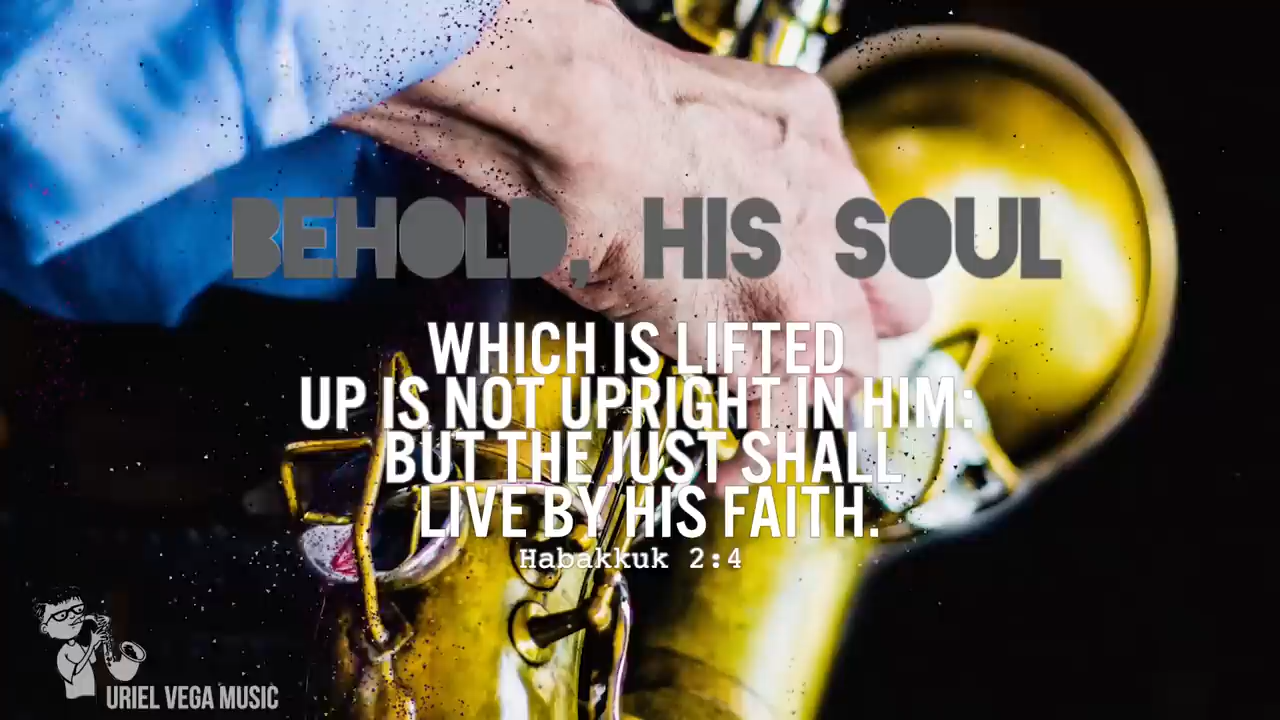 BEHOLD, HIS SOUL
WHICH IS LIFTED
UP IS NOT UPRIGHT IN HIM:
BUT THE JUST SHALL
LIVE BY HIS FAITH.
Habakkuk 2:4
URIEL VEGA MUSIC